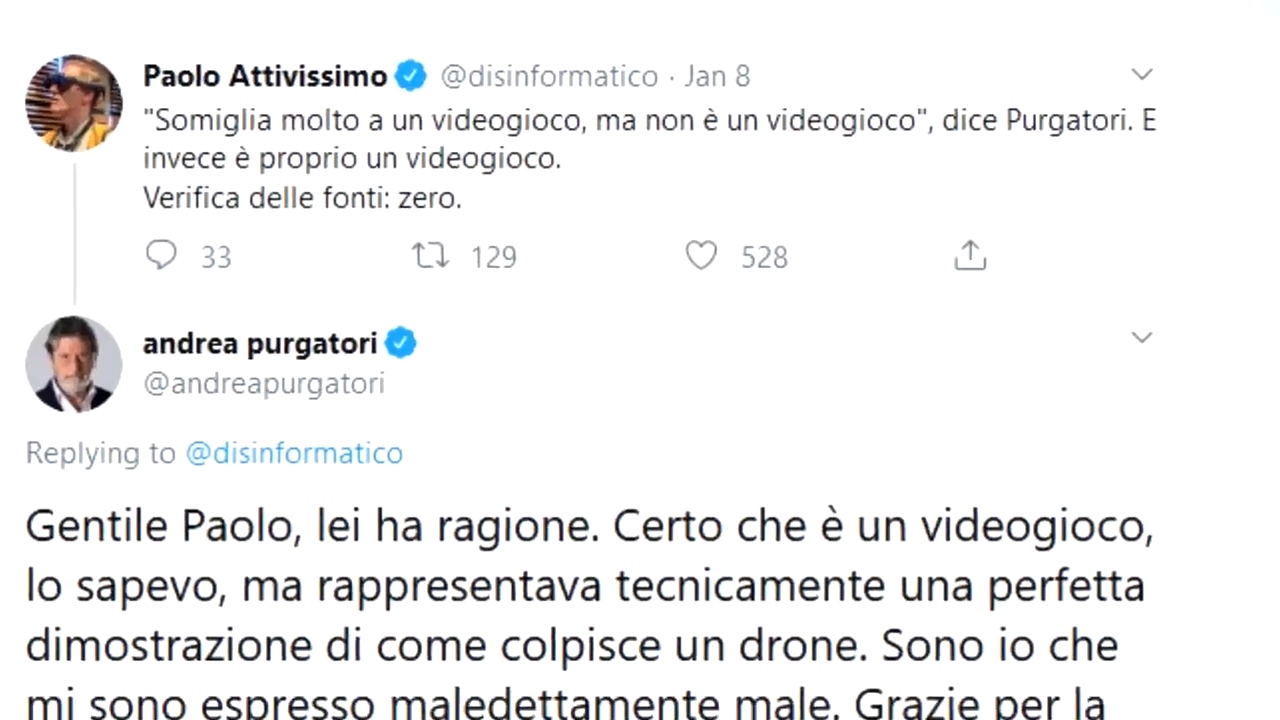 Paolo Attivissimo @disinformatico · Jan 8
"Somiglia molto a un videogioco, ma non è un videogioco", dice Purgatori. E
invece è proprio un videogioco.
Verifica delle fonti: zero.
33 129 528
andrea purgatori
@andreapurgatori
Replying to @disinformatico
Gentile Paolo, lei ha ragione. Certo che è un videogioco,
lo sapevo, ma rappresentava tecnicamente una perfetta
dimostrazione di come colpisce un drone. Sono io che
mi sono espresso maledettamente male. Grazie per la